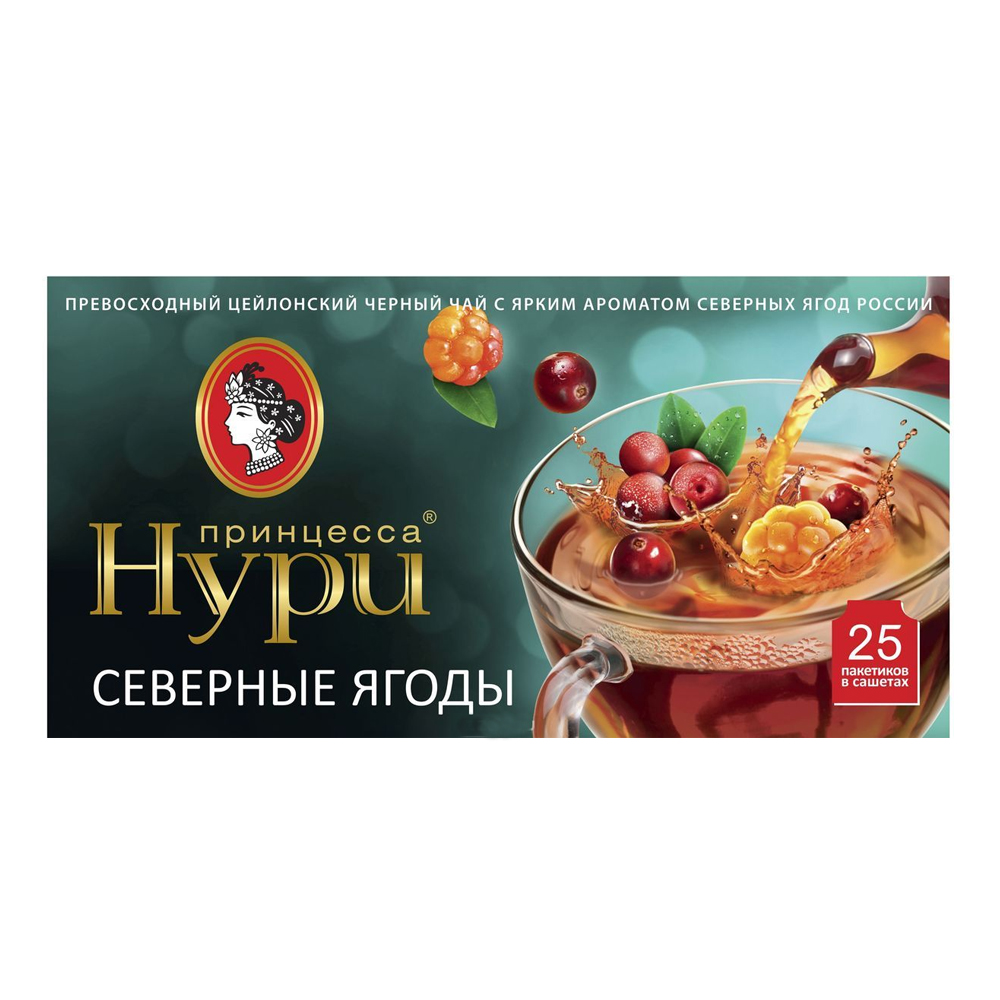 ПРЕВОСХОДНЫЙ ЦЕЙЛОНСКИЙ ЧЕРНЫЙ ЧАЙ С ЯРКИМ АРОМАТОМ СЕВЕРНЫХ ЯГОД РОССИИ
принцесса®
Нури
СЕВЕРНЫЕ ЯГОДЫ
25
пакетиков
в сашетах